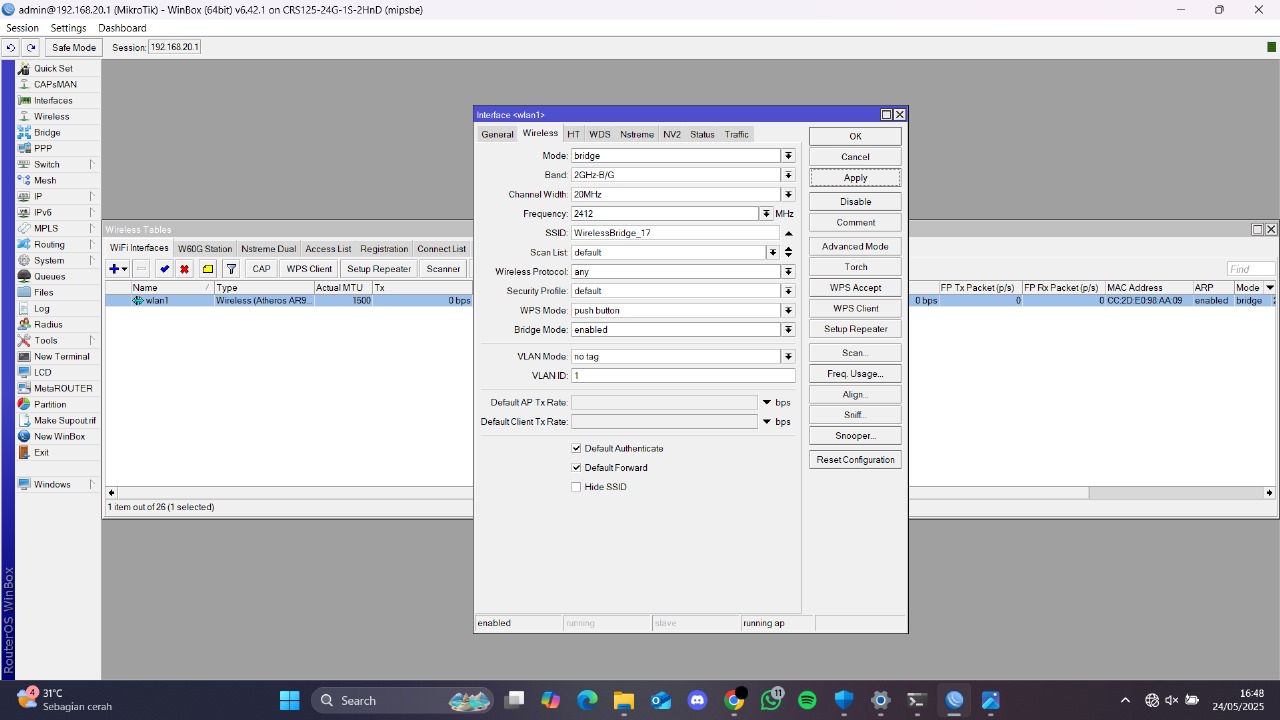 admin@192.168.20.1 (MikroTik) - WinBox (64bit) v6.42.1 on CRS125-24G-1S-2HnD (mipsbe)
Session Settings Dashboard
Safe Mode Session: 192.168.20.1
Quick Set
CAPsMAN
Interfaces
Wireless
Bridge
PPP
Switch
Mesh
IP
IPv6
MPLS
Routing
System
Queues
Files
Log
Radius
Tools
New Terminal
LCD
MetaROUTER
Partition
Make Supout.rif
New WinBox
Exit
Windows
RouterOS WinBox
Wireless Tables
WiFi Interfaces W60G Station Nstreme Dual Access List Registration Connect List
CAP WPS Client Setup Repeater Scanner Find
Name / Type Actual MTU Tx FP Tx Packet (p/s) FP Rx Packet (p/s) MAC Address ARP Mode
wlan1 Wireless (Atheros AR9... 1500 0 bps 0 bps 0 0 CC:2D:E0:98:AA:09 enabled bridge
1 item out of 26 (1 selected)
Interface <wlan1>
General Wireless HT WDS Nstreme NV2 Status Traffic
Mode: bridge
Band: 2GHz-B/G
Channel Width: 20MHz
Frequency: 2412 MHz
SSID: WirelesBridge_17
Scan List: default
Wireless Protocol: any
Security Profile: default
WPS Mode: push button
Bridge Mode: enabled
VLAN Mode: no tag
VLAN ID: 1
Default AP Tx Rate: bps
Default Client Tx Rate: bps
Default Authenticate
Default Forward
Hide SSID
OK
Cancel
Apply
Disable
Comment
Advanced Mode
Torch
WPS Accept
WPS Client
Setup Repeater
Scan...
Freq. Usage...
Align...
Sniff...
Snooper...
Reset Configuration
enabled running slave running ap
4
31°C
Sebagian cerah
Search
11
16:48
24/05/2025